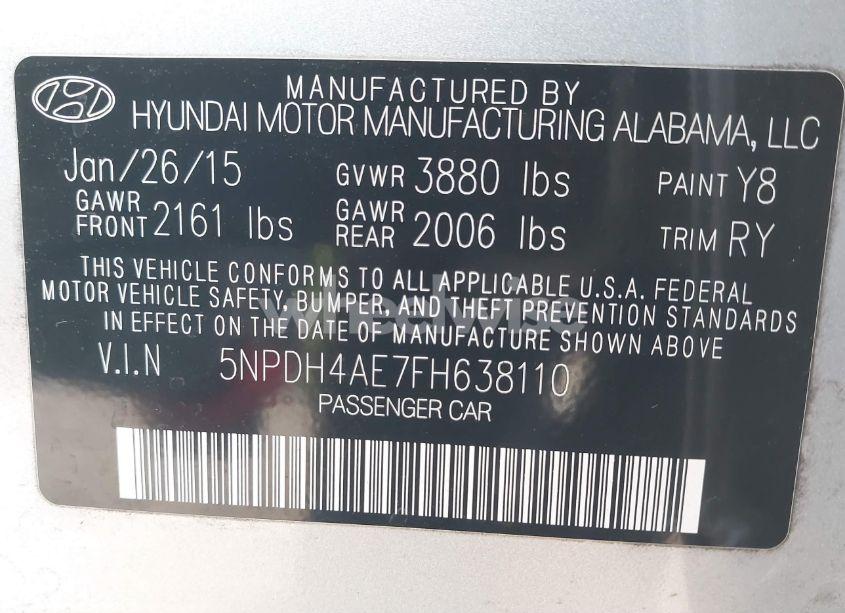 MANUFACTURED BY
HYUNDAI MOTOR MANUFACTURING ALABAMA, LLC
Jan/26/15 GVWR 3880 lbs PAINT Y8
GAWR FRONT 2161 lbs GAWR REAR 2006 lbs TRIM RY
THIS VEHICLE CONFORMS TO ALL APPLICABLE U.S.A. FEDERAL
MOTOR VEHICLE SAFETY, BUMPER, AND THEFT PREVENTION STANDARDS
IN EFFECT ON THE DATE OF MANUFACTURE SHOWN ABOVE
V.I.N 5NPDH4AE7FH638110
PASSENGER CAR
wheelwise